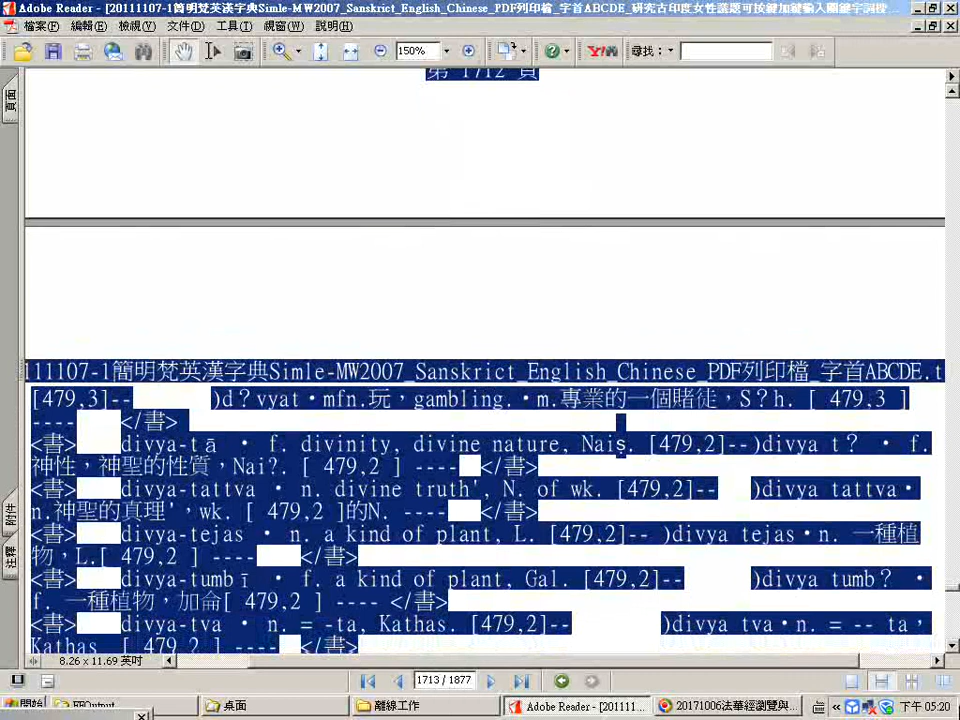 Adobe Reader - [20111107-1簡明梵英漢字典Simle-MW2007_Sanskrict_English_Chinese_PDF列印檔_字首ABCDE_研究古印度女性議題可按鍵加鍵輸入關鍵字詞搜
檔案(F) 編輯(E) 檢視(V) 文件(D) 工具(T) 視窗(W) 說明(H)
150% Y! 尋找:
頁面
第 1712 頁
111107-1簡明梵英漢字典Simle-MW2007_Sanskrict_English_Chinese_PDF列印檔_字首ABCDE.t
[479,3]-- )d？vyat‧mfn.玩，gambling.‧m.專業的一個賭徒，S？h. [ 479,3 ]
---- </書>
<書> divya-tā ‧ f. divinity, divine nature, Naiṣ. [479,2]--)divya t？ ‧ f.
神性，神聖的性質，Nai?. [ 479,2 ] ---- </書>
<書> divya-tattva ‧ n. divine truth', N. of wk. [479,2]-- )divya tattva‧
n.神聖的真理'，wk. [ 479,2 ]的N. ---- </書>
<書> divya-tejas ‧ n. a kind of plant, L. [479,2]-- )divya tejas‧n. 一種植
物，L.[ 479,2 ] ---- </書>
<書> divya-tumbī ‧ f. a kind of plant, Gal. [479,2]-- )divya tumb？ ‧
f. 一種植物，加侖[ 479,2 ] ---- </書>
<書> divya-tva ‧ n. = -ta, Kathas. [479,2]-- )divya tva‧n. = -- ta，
Kathas. [ 479,2 ] ---- </書>
附件
注釋
8.26 x 11.69 英吋
1713 / 1877
開始 FFOutput 桌面 離線工作 Adobe Reader - [201111... 20171006法華經瀏覽與... 下午 05:20